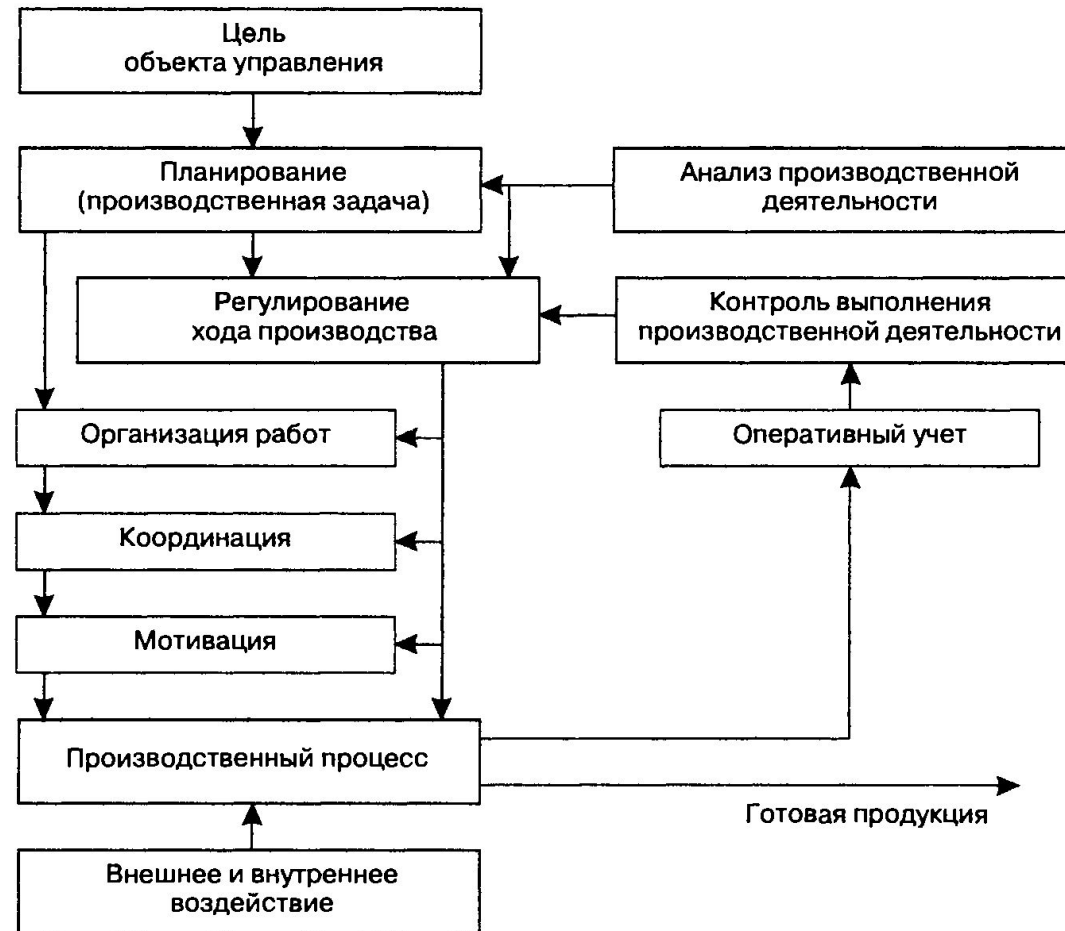 Цель
объекта управления
Планирование
(производственная задача)
Анализ производственной
деятельности
Регулирование
хода производства
Контроль выполнения
производственной деятельности
Организация работ
Оперативный учет
Координация
Мотивация
Производственный процесс
Готовая продукция
Внешнее и внутреннее
воздействие